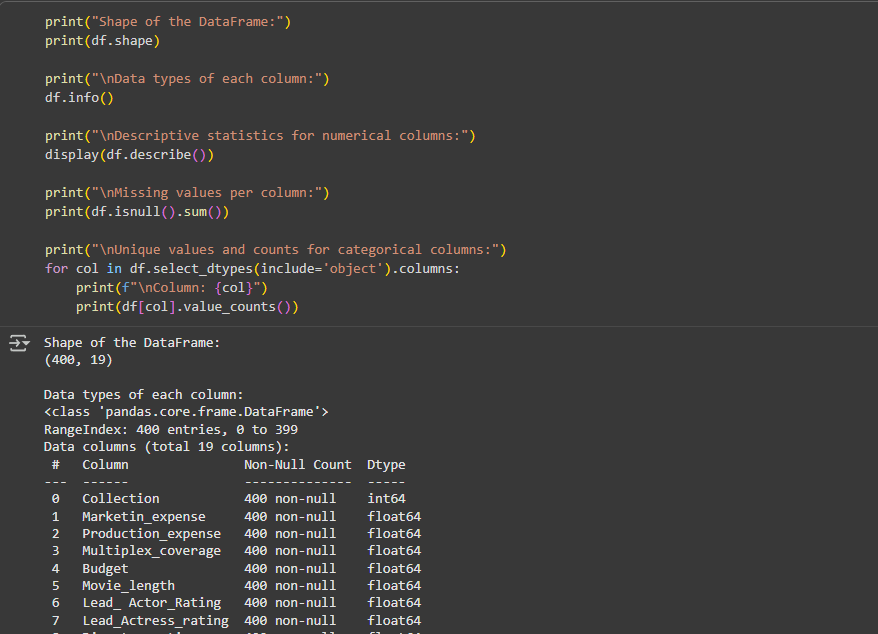 print("Shape of the DataFrame:")
print(df.shape)
print("\nData types of each column:")
df.info()
print("\nDescriptive statistics for numerical columns:")
display(df.describe())
print("\nMissing values per column:")
print(df.isnull().sum())
print("\nUnique values and counts for categorical columns:")
for col in df.select_dtypes(include='object').columns:
    print(f"\nColumn: {col}")
    print(df[col].value_counts())
Shape of the DataFrame:
(400, 19)
Data types of each column:
<class 'pandas.core.frame.DataFrame'>
RangeIndex: 400 entries, 0 to 399
Data columns (total 19 columns):
 #   Column               Non-Null Count  Dtype
---  ------               --------------  -----
 0   Collection           400 non-null    int64
 1   Marketin_expense     400 non-null    float64
 2   Production_expense   400 non-null    float64
 3   Multiplex_coverage   400 non-null    float64
 4   Budget               400 non-null    float64
 5   Movie_length         400 non-null    float64
 6   Lead_ Actor_Rating   400 non-null    float64
 7   Lead_Actress_rating  400 non-null    float64